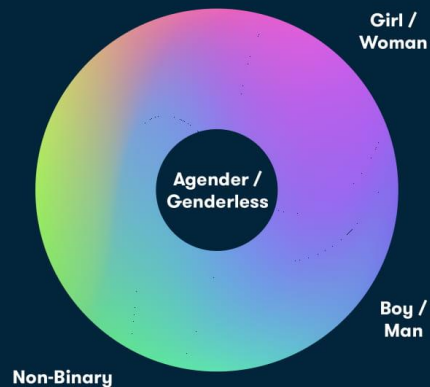 Girl /
Woman
Agender /
Genderless
Boy /
Man
Non-Binary